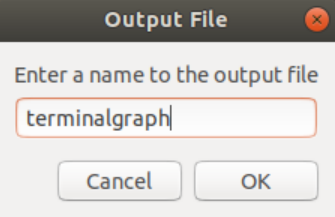 Output File
Enter a name to the output file
terminalgraph
Cancel OK